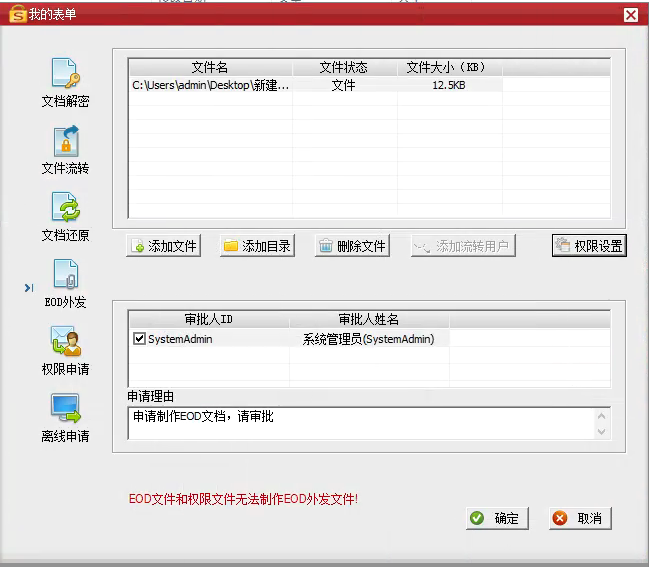 我的表单
文档解密
文件流转
文档还原
EOD外发
权限申请
离线申请
文件名 文件状态 文件大小（KB）
C:\Users\admin\Desktop\新建... 文件 12.5KB
添加文件 添加目录 删除文件 添加流转用户 权限设置
审批人ID 审批人姓名
SystemAdmin 系统管理员(SystemAdmin)
申请理由
申请制作EOD文档，请审批
EOD文件和权限文件无法制作EOD外发文件!
确定 取消